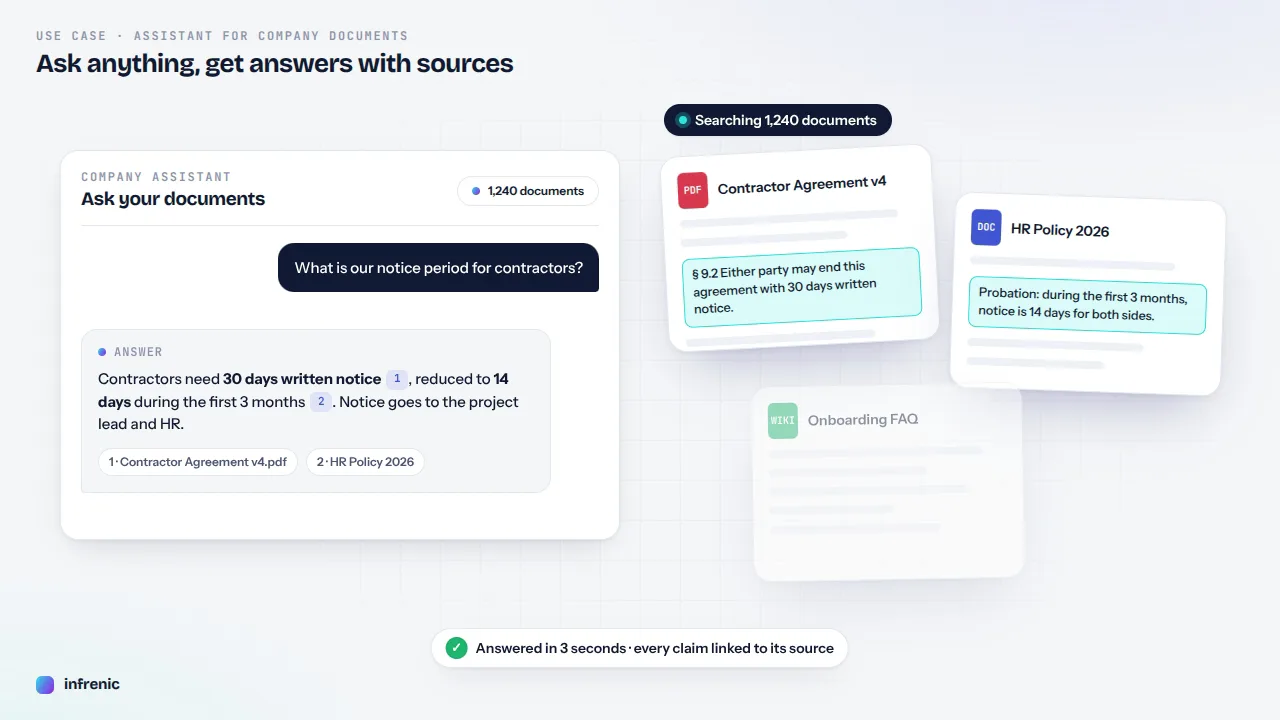 USE CASE · ASSISTANT FOR COMPANY DOCUMENTS
Ask anything, get answers with sources
Searching 1,240 documents
COMPANY ASSISTANT
Ask your documents
1,240 documents
What is our notice period for contractors?
ANSWER
Contractors need 30 days written notice 1, reduced to 14
days during the first 3 months 2. Notice goes to the project
lead and HR.
1 · Contractor Agreement v4.pdf
2 · HR Policy 2026
PDF
Contractor Agreement v4
§ 9.2 Either party may end this
agreement with 30 days written
notice.
DOC
HR Policy 2026
Probation: during the first 3 months,
notice is 14 days for both sides.
WIKI
Onboarding FAQ
✓ Answered in 3 seconds · every claim linked to its source
infrenic